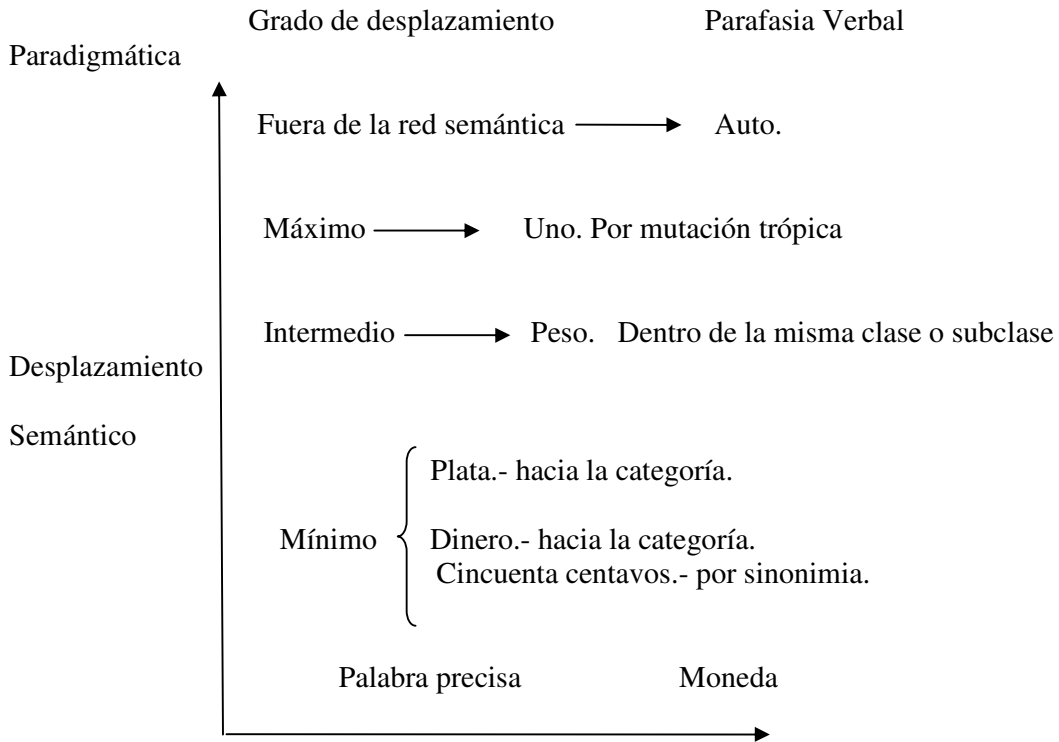 Grado de desplazamiento Parafasia Verbal
Paradigmática
Fuera de la red semántica Auto.
Máximo Uno. Por mutación trópica
Intermedio Peso. Dentro de la misma clase o subclase
Desplazamiento
Semántico
Plata.- hacia la categoría.
Mínimo Dinero.- hacia la categoría.
Cincuenta centavos.- por sinonimia.
Palabra precisa Moneda